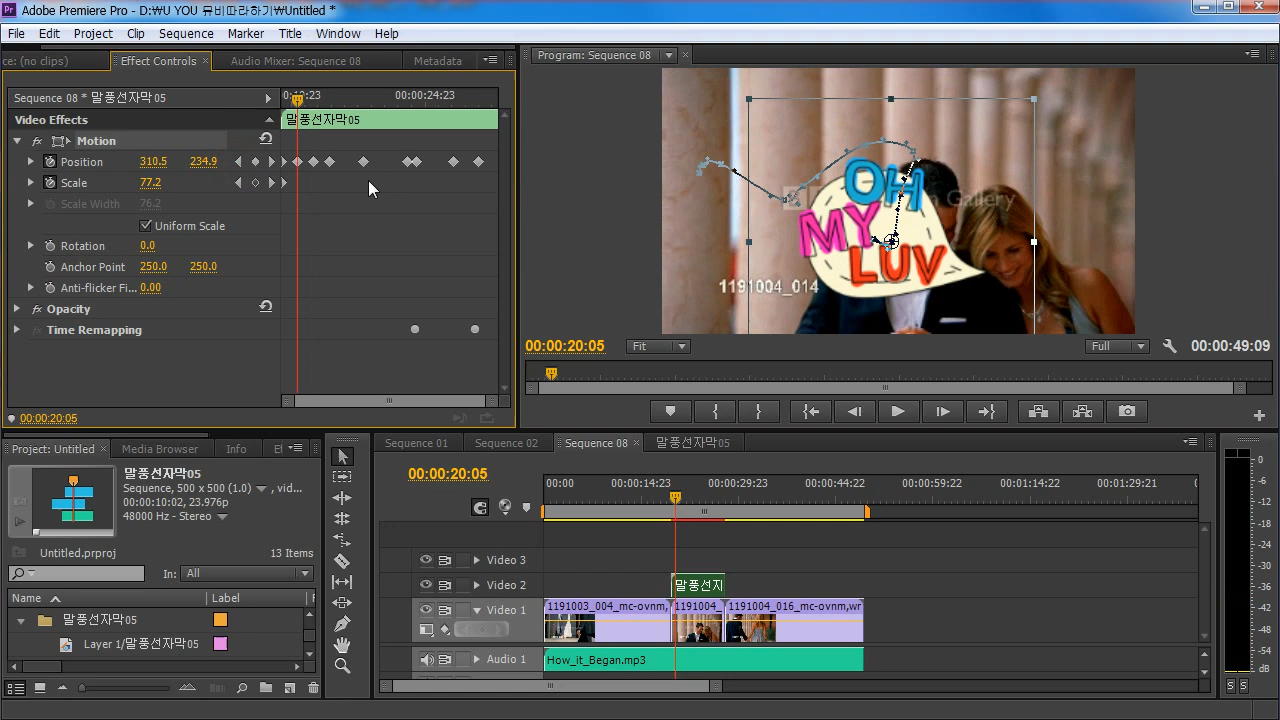 Adobe Premiere Pro - D:₩U YOU 뮤비따라하기₩Untitled *
File Edit Project Clip Sequence Marker Title Window Help
ce: (no clips) Effect Controls Audio Mixer: Sequence 08 Metadata
Program: Sequence 08
Sequence 08 * 말풍선자막05
00:00:24:23
Video Effects
말풍선자막05
Motion
Position 310.5 234.9
Scale 77.2
Scale Width 76.2
Uniform Scale
Rotation 0.0
Anchor Point 250.0 250.0
Anti-flicker Fi... 0.00
Opacity
Time Remapping
00:00:20:05
OH
MY
LUV
Gallery
1191004_014
00:00:20:05 Fit Full 00:00:49:09
Project: Untitled Media Browser Info
말풍선자막05
Sequence, 500 x 500 (1.0) , vid...
00:00:10:02, 23.976p
48000 Hz - Stereo
Untitled.prproj 13 Items
In: All
Name Label
말풍선자막05
Layer 1/말풍선자막05
Sequence 01 Sequence 02 Sequence 08 말풍선자막05
00:00:20:05
00:00 00:00:14:23 00:00:29:23 00:00:44:22 00:00:59:22 00:01:14:22 00:01:29:21
Video 3
Video 2 말풍선지
Video 1 1191003_004_mc-ovnm, 1191004_ 1191004_016_mc-ovnm,wr
Audio 1 How_it_Began.mp3
0
-6
-12
-18
-24
-30
-36
-42
-48
-54
dB
S S